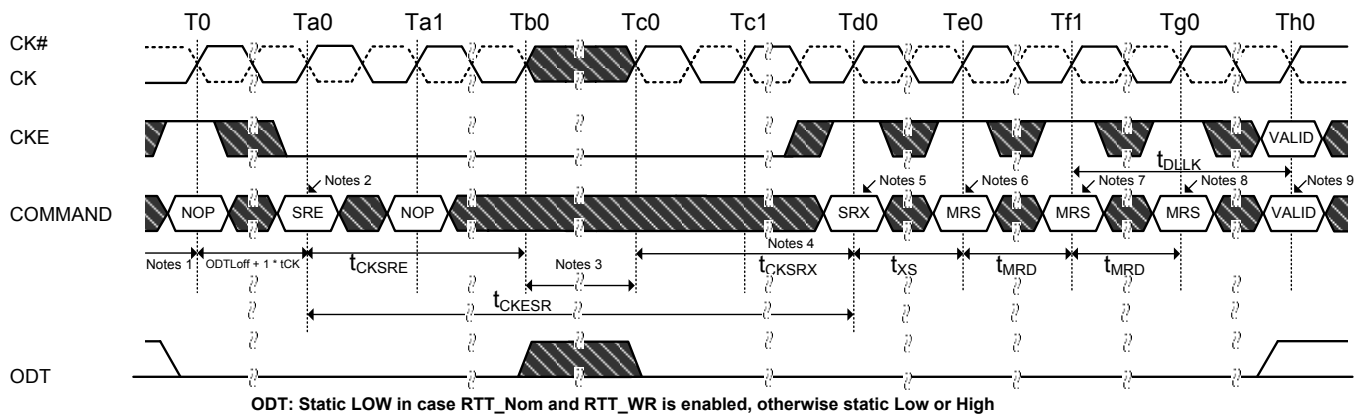 T0 Ta0 Ta1 Tb0 Tc0 Tc1 Td0 Te0 Tf1 Tg0 Th0
CK#
CK
CKE
VALID
tDLLK
Notes 2 Notes 5 Notes 6 Notes 7 Notes 8 Notes 9
COMMAND
NOP SRE NOP SRX MRS MRS MRS VALID
Notes 1 ODTLoff + 1 * tCK tCKSRE Notes 3 Notes 4 tCKSRX tXS tMRD tMRD
tCKESR
ODT
ODT: Static LOW in case RTT_Nom and RTT_WR is enabled, otherwise static Low or High